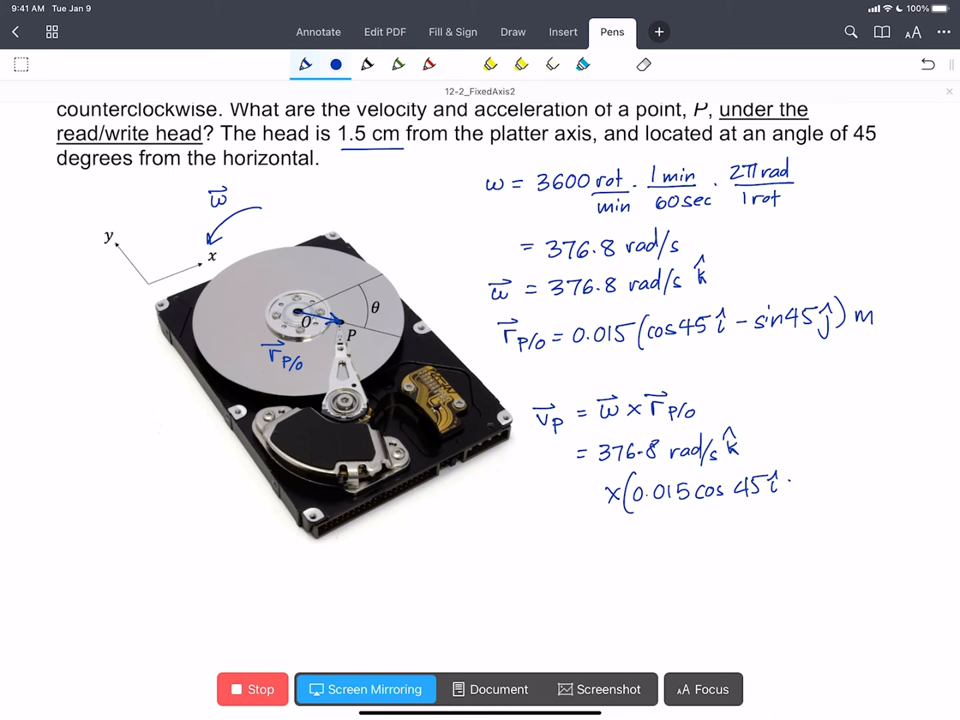 9:41 AM Tue Jan 9 100%
Annotate Edit PDF Fill & Sign Draw Insert Pens + AA
12-2_FixedAxis2
counterclockwise. What are the velocity and acceleration of a point, P, under the
read/write head? The head is 1.5 cm from the platter axis, and located at an angle of 45
degrees from the horizontal.
ω = 3600 rot/min · 1 min/60 sec · 2π rad/1 rot
= 376.8 rad/s
ω⃗ = 376.8 rad/s k̂
r⃗P/O = 0.015 (cos45 î − sin45 ĵ) m
v⃗P = ω⃗ × r⃗P/O
= 376.8 rad/s k̂
×(0.015 cos 45 î ·
ω⃗
y
x
θ
O
P
r⃗P/O
Stop Screen Mirroring Document Screenshot AA Focus